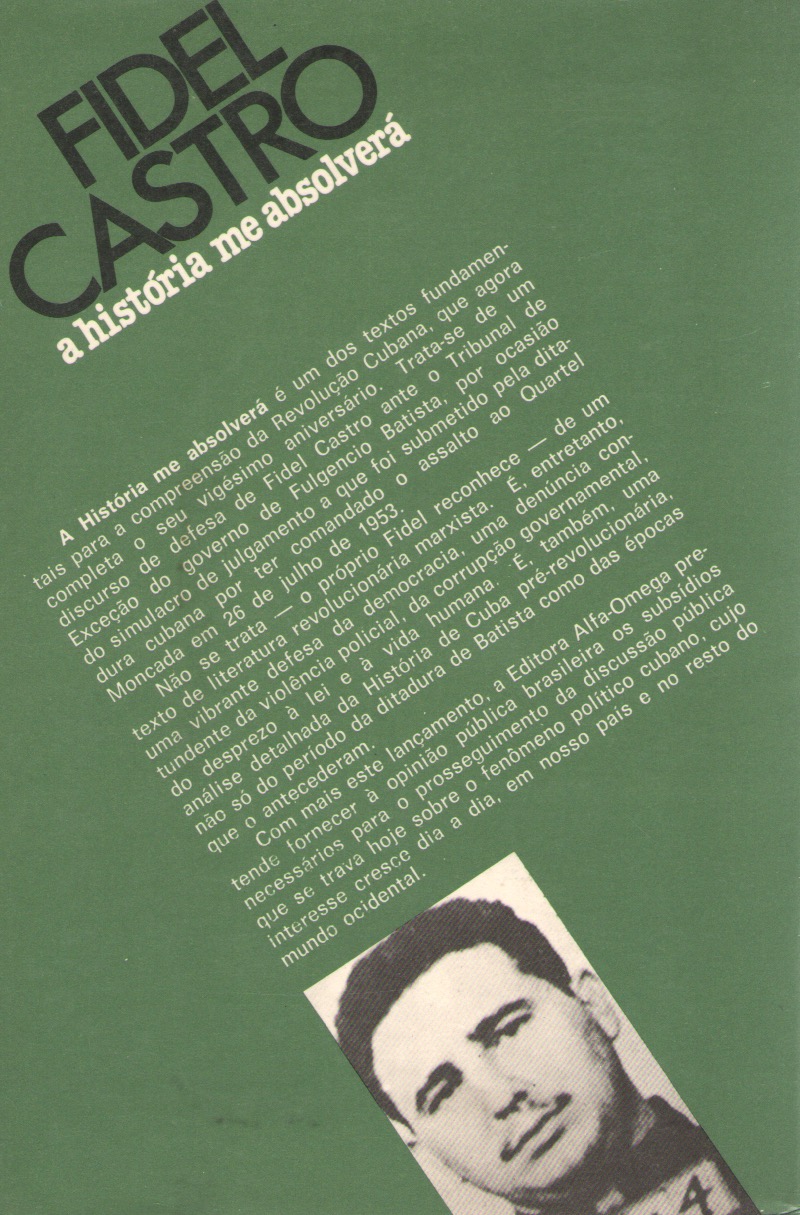 FIDEL
CASTRO
a história me absolverá
A História me absolverá é um dos textos fundamen-
tais para a compreensão da Revolução Cubana, que agora
completa o seu vigésimo aniversário. Trata-se de um
discurso de defesa de Fidel Castro ante o Tribunal de
Exceção do governo de Fulgencio Batista, por ocasião
do simulacro de julgamento a que foi submetido pela dita-
dura cubana por ter comandado o assalto ao Quartel
Moncada em 26 de julho de 1953.
Não se trata — o próprio Fidel reconhece — de um
texto de literatura revolucionária marxista. É, entretanto,
uma vibrante defesa da democracia, uma denúncia con-
tundente da violência policial, da corrupção governamental,
do desprezo à lei e à vida humana. É, também, uma
análise detalhada da História de Cuba pré-revolucionária,
não só do período da ditadura de Batista como das épocas
que o antecederam.
Com mais este lançamento, a Editora Alfa-Omega pre-
tende fornecer à opinião pública brasileira os subsídios
necessários para o prosseguimento da discussão pública
que se trava hoje sobre o fenômeno político cubano, cujo
interesse cresce dia a dia, em nosso país e no resto do
mundo ocidental.
4